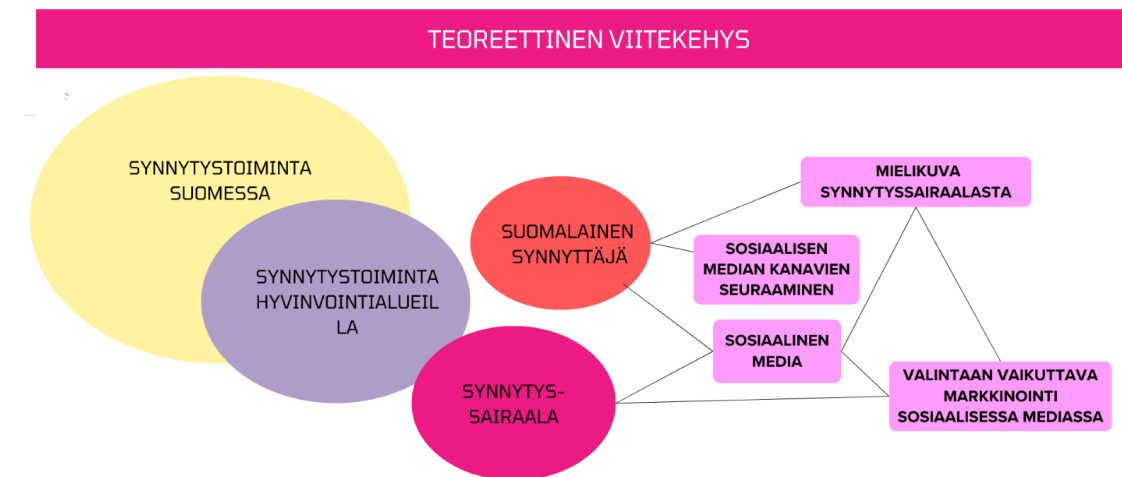 TEOREETTINEN VIITEKEHYS
SYNNYTYSTOIMINTA
SUOMESSA
SYNNYTYSTOIMINTA
HYVINVOINTIALUEIL
LA
SUOMALAINEN
SYNNYTTÄJÄ
SYNNYTYS-
SAIRAALA
MIELIKUVA
SYNNYTYSSAIRAALASTA
SOSIAALISEN
MEDIAN KANAVIEN
SEURAAMINEN
SOSIAALINEN
MEDIA
VALINTAAN VAIKUTTAVA
MARKKINOINTI
SOSIAALISESSA MEDIASSA